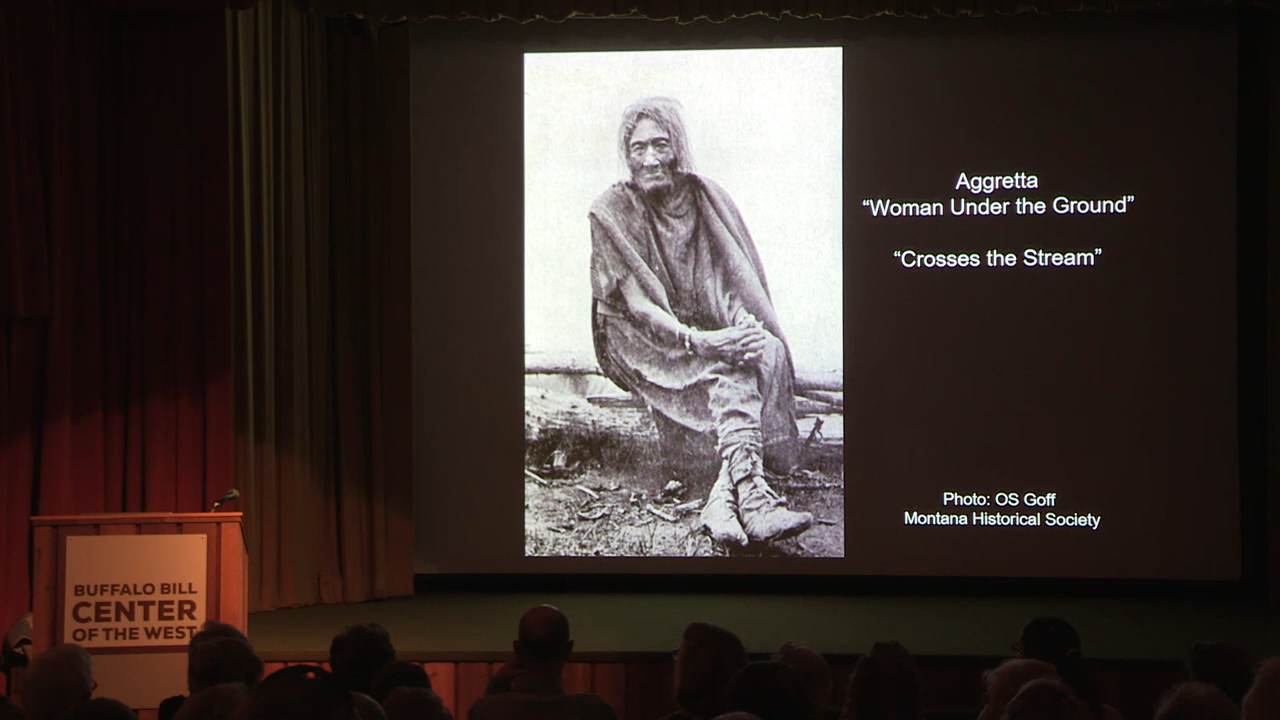 Aggretta
“Woman Under the Ground”
“Crosses the Stream”
Photo: OS Goff
Montana Historical Society
BUFFALO BILL
CENTER
OF THE WEST